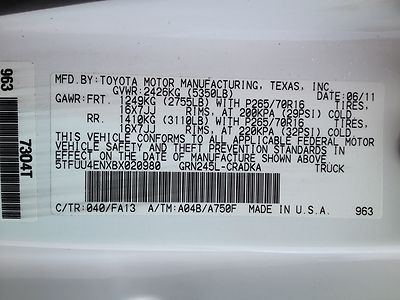 MFD.BY:TOYOTA MOTOR MANUFACTURING, TEXAS, INC.
GVWR:2426KG (5350LB) DATE:06/11
GAWR:FRT. 1249KG (2755LB) WITH P265/70R16 TIRES,
16X7JJ RIMS, AT 200KPA (29PSI) COLD
RR. 1410KG (3110LB) WITH P265/70R16 TIRES,
16X7JJ RIMS, AT 220KPA (32PSI) COLD
THIS VEHICLE CONFORMS TO ALL APPLICABLE FEDERAL MOTOR
VEHICLE SAFETY AND THEFT PREVENTION STANDARDS IN
EFFECT ON THE DATE OF MANUFACTURE SHOWN ABOVE.
5TFUU4ENXBX020980 GRN245L-CRADKA TRUCK
C/TR:040/FA13 A/TM:A04B/A750F MADE IN U.S.A. 963
963
7904T